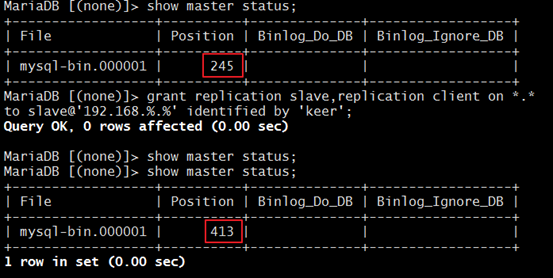 MariaDB [(none)]> show master status;
+------------------+----------+--------------+------------------+
| File | Position | Binlog_Do_DB | Binlog_Ignore_DB |
+------------------+----------+--------------+------------------+
| mysql-bin.000001 | 245 | | |
+------------------+----------+--------------+------------------+
MariaDB [(none)]> grant replication slave,replication client on *.*
to slave@'192.168.%.%' identified by 'keer';
Query OK, 0 rows affected (0.00 sec)
MariaDB [(none)]> show master status;
MariaDB [(none)]> show master status;
+------------------+----------+--------------+------------------+
| File | Position | Binlog_Do_DB | Binlog_Ignore_DB |
+------------------+----------+--------------+------------------+
| mysql-bin.000001 | 413 | | |
+------------------+----------+--------------+------------------+
1 row in set (0.00 sec)